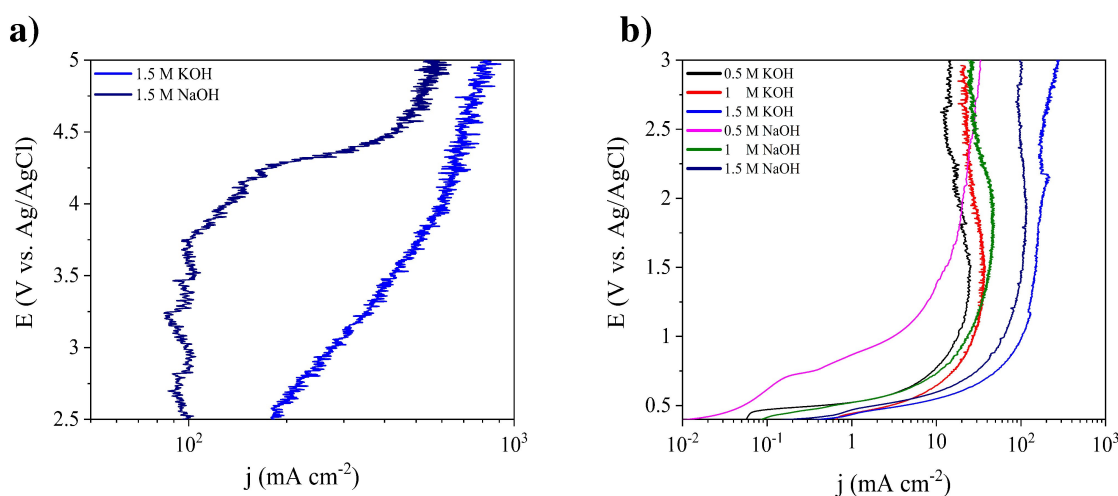 a)
1.5 M KOH
1.5 M NaOH
E (V vs. Ag/AgCl)
5
4.5
4
3.5
3
2.5
10²
10³
j (mA cm⁻²)
b)
0.5 M KOH
1 M KOH
1.5 M KOH
0.5 M NaOH
1 M NaOH
1.5 M NaOH
E (V vs. Ag/AgCl)
3
2.5
2
1.5
1
0.5
10⁻²
10⁻¹
1
10
10²
10³
j (mA cm⁻²)